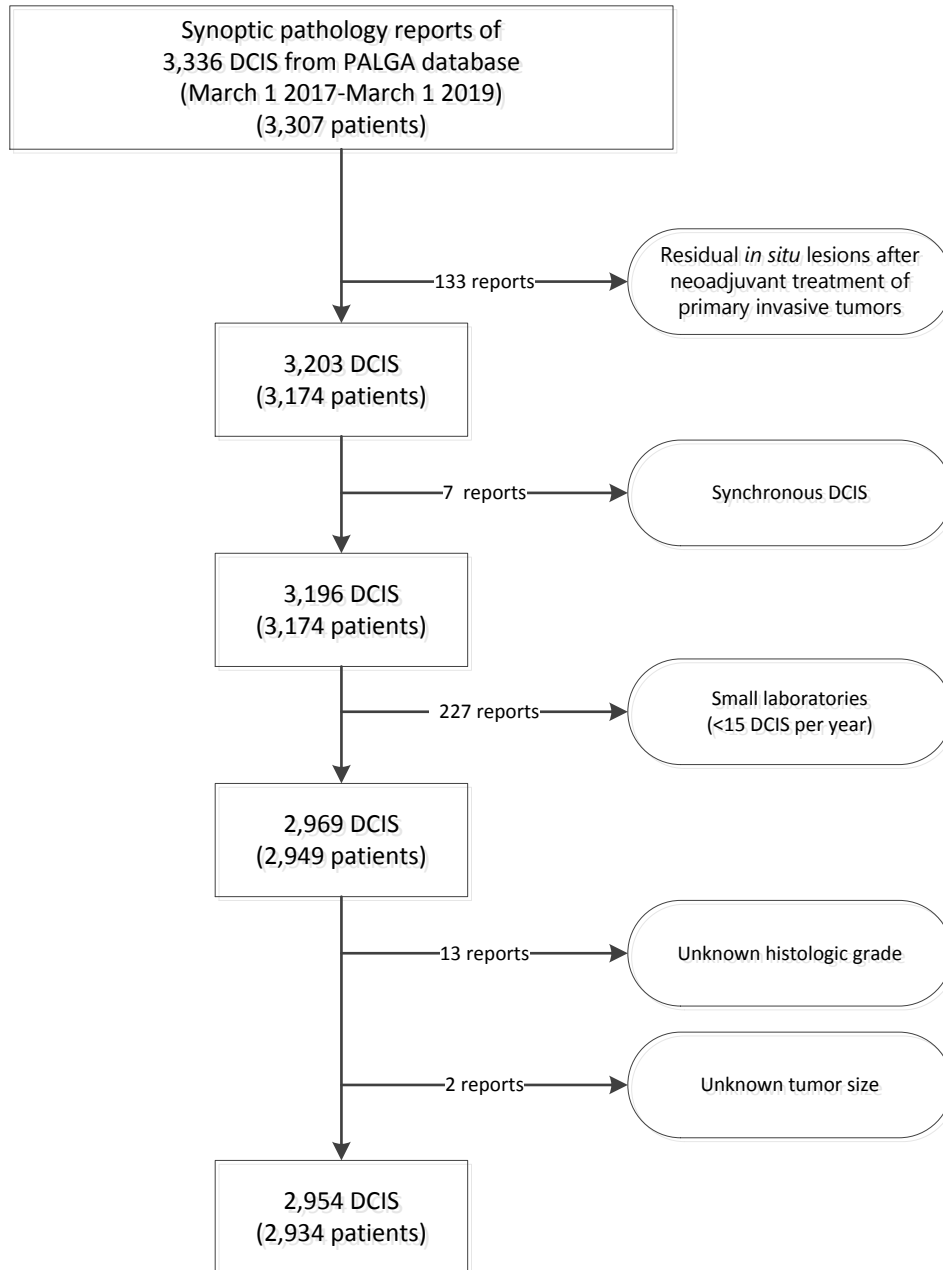 Synoptic pathology reports of
3,336 DCIS from PALGA database
(March 1 2017-March 1 2019)
(3,307 patients)
133 reports
Residual in situ lesions after
neoadjuvant treatment of
primary invasive tumors
3,203 DCIS
(3,174 patients)
7 reports
Synchronous DCIS
3,196 DCIS
(3,174 patients)
227 reports
Small laboratories
(<15 DCIS per year)
2,969 DCIS
(2,949 patients)
13 reports
Unknown histologic grade
2 reports
Unknown tumor size
2,954 DCIS
(2,934 patients)